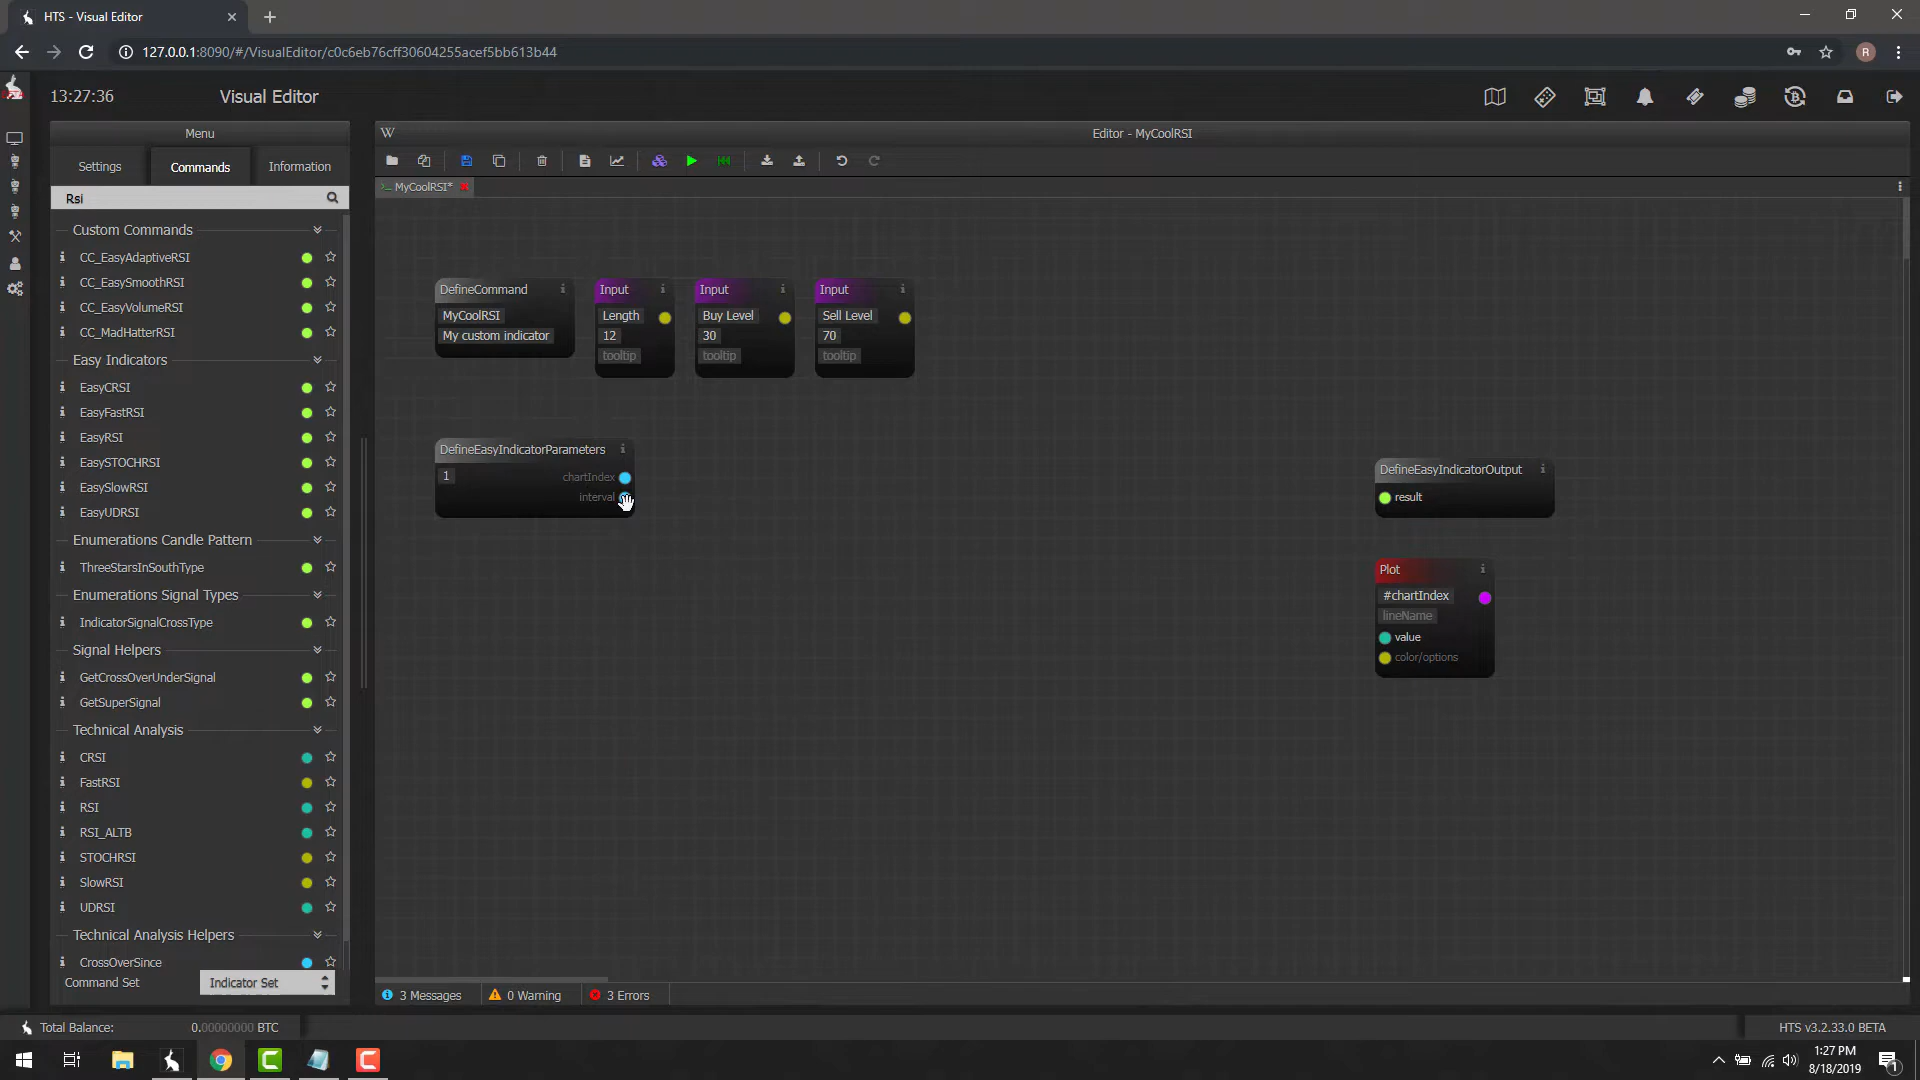 HTS - Visual Editor
127.0.0.1:8090/#/VisualEditor/c0c6eb76cff30604255acef5bb613b44
R
13:27:36
Visual Editor
Menu
W
Editor - MyCoolRSI
Settings
Commands
Information
MyCoolRSI*
Rsi
Custom Commands
CC_EasyAdaptiveRSI
CC_EasySmoothRSI
CC_EasyVolumeRSI
CC_MadHatterRSI
Easy Indicators
EasyCRSI
EasyFastRSI
EasyRSI
EasySTOCHRSI
EasySlowRSI
EasyUDRSI
Enumerations Candle Pattern
ThreeStarsInSouthType
Enumerations Signal Types
IndicatorSignalCrossType
Signal Helpers
GetCrossOverUnderSignal
GetSuperSignal
Technical Analysis
CRSI
FastRSI
RSI
RSI_ALTB
STOCHRSI
SlowRSI
UDRSI
Technical Analysis Helpers
CrossOverSince
Command Set
Indicator Set
DefineCommand
MyCoolRSI
My custom indicator
Input
Length
12
tooltip
Input
Buy Level
30
tooltip
Input
Sell Level
70
tooltip
DefineEasyIndicatorParameters
1
chartIndex
interval
DefineEasyIndicatorOutput
result
Plot
#chartIndex
lineName
value
color/options
3 Messages
0 Warning
3 Errors
Total Balance:
0.00000000 BTC
HTS v3.2.33.0 BETA
1:27 PM
8/18/2019
1